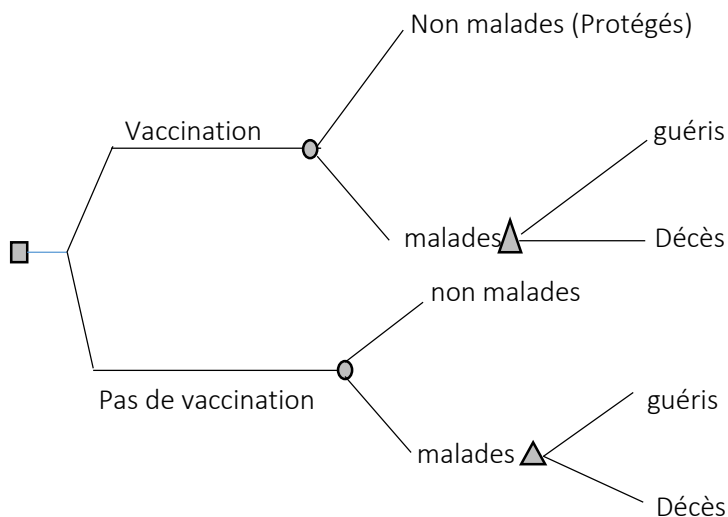 Non malades (Protégés)
Vaccination
guéris
malades
Décès
non malades
Pas de vaccination
guéris
malades
Décès